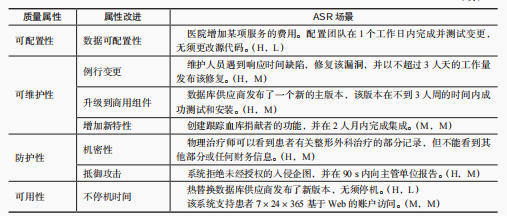 质量属性 属性改进 ASR 场景
可配置性 数据可配置性 医院增加某项服务的费用。配置团队在 1 个工作日内完成并测试变更，
无须更改源代码。（H, L）
可维护性 例行变更 维护人员遇到响应时间缺陷，修复该漏洞，并以不超过 3 人天的工作量
发布该修复。（H, M）
升级到商用组件 数据库供应商发布了一个新的主版本，该版本在不到 3 人周的时间内成
功测试和安装。（H, M）
增加新特性 创建跟踪血库捐献者的功能，并在 2 人月内完成集成。（M, M）
防护性 机密性 物理治疗师可以看到患者有关整形外科治疗的部分记录，但不能看到其
他部分或任何财务信息。（H, M）
抵御攻击 系统拒绝未经授权的入侵企图，并在 90 s 内向主管单位报告。（H, M）
可用性 不停机时间 热替换数据库供应商发布了新版本，无须停机。（H, L）
该系统支持患者 7 × 24 × 365 基于 Web 的账户访问。（M, M）